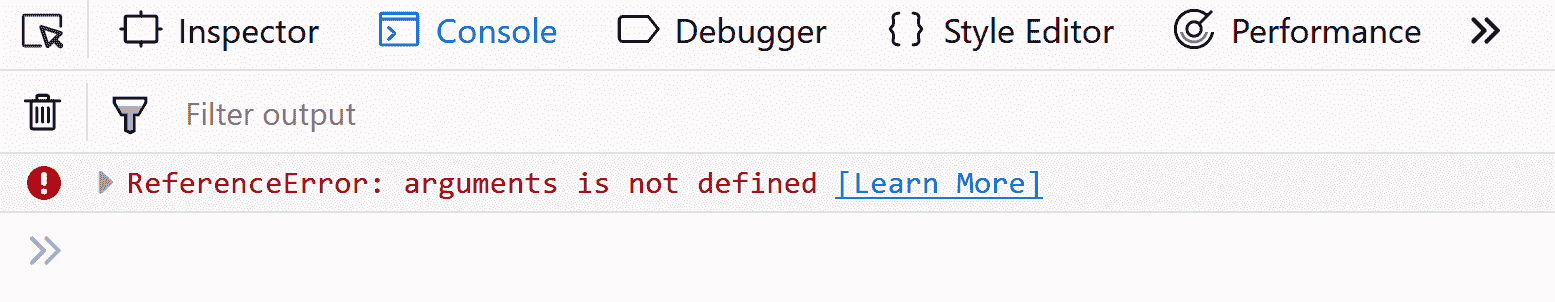 Inspector Console Debugger { } Style Editor Performance
Filter output
ReferenceError: arguments is not defined [Learn More]